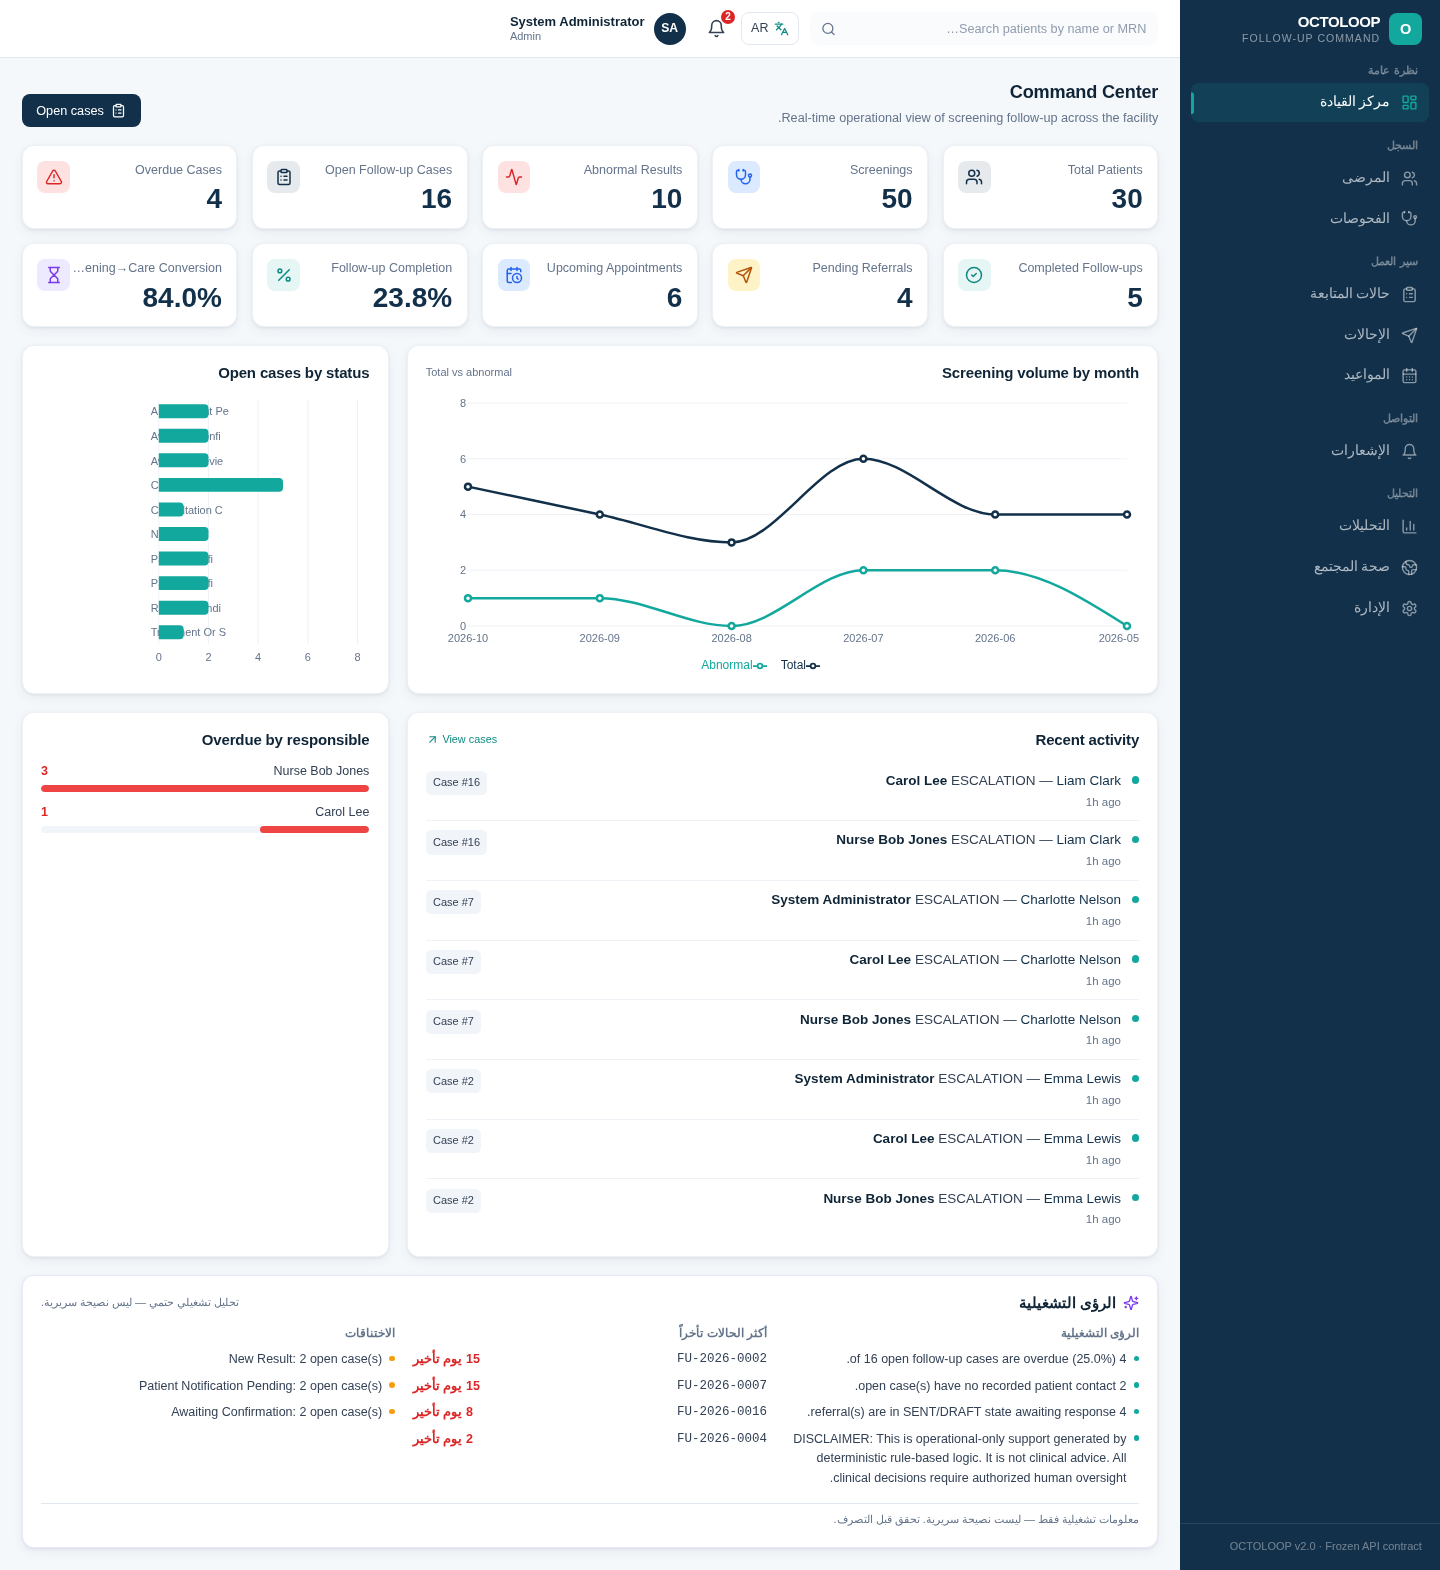 OCTOLOOP
FOLLOW-UP COMMAND
O
نظرة عامة
مركز القيادة
السجل
المرضى
الفحوصات
سير العمل
حالات المتابعة
الإحالات
المواعيد
التواصل
الإشعارات
التحليل
التحليلات
صحة المجتمع
الإدارة
OCTOLOOP v2.0 · Frozen API contract
Search patients by name or MRN…
AR
2
SA
System Administrator
Admin
Command Center
Real-time operational view of screening follow-up across the facility.
Open cases
Total Patients
30
Screenings
50
Abnormal Results
10
Open Follow-up Cases
16
Overdue Cases
4
Completed Follow-ups
5
Pending Referrals
4
Upcoming Appointments
6
Follow-up Completion
23.8%
…ening→Care Conversion
84.0%
Screening volume by month
Total vs abnormal
8
6
4
2
0
2026-10 2026-09 2026-08 2026-07 2026-06 2026-05
Abnormal Total
Open cases by status
A t Pe
A nfi
A vie
C
C tation C
N
P fi
P fi
R ndi
Tr ent Or S
0 2 4 6 8
Recent activity
View cases
Carol Lee ESCALATION — Liam Clark
1h ago
Case #16
Nurse Bob Jones ESCALATION — Liam Clark
1h ago
Case #16
System Administrator ESCALATION — Charlotte Nelson
1h ago
Case #7
Carol Lee ESCALATION — Charlotte Nelson
1h ago
Case #7
Nurse Bob Jones ESCALATION — Charlotte Nelson
1h ago
Case #7
System Administrator ESCALATION — Emma Lewis
1h ago
Case #2
Carol Lee ESCALATION — Emma Lewis
1h ago
Case #2
Nurse Bob Jones ESCALATION — Emma Lewis
1h ago
Case #2
Overdue by responsible
Nurse Bob Jones 3
Carol Lee 1
الرؤى التشغيلية
تحليل تشغيلي حتمي — ليس نصيحة سريرية.
الرؤى التشغيلية
4 of 16 open follow-up cases are overdue (25.0%).
2 open case(s) have no recorded patient contact.
4 referral(s) are in SENT/DRAFT state awaiting response.
DISCLAIMER: This is operational-only support generated by
deterministic rule-based logic. It is not clinical advice. All
clinical decisions require authorized human oversight.
أكثر الحالات تأخراً
FU-2026-0002 15 يوم تأخير
FU-2026-0007 15 يوم تأخير
FU-2026-0016 8 يوم تأخير
FU-2026-0004 2 يوم تأخير
الاختناقات
New Result: 2 open case(s)
Patient Notification Pending: 2 open case(s)
Awaiting Confirmation: 2 open case(s)
معلومات تشغيلية فقط — ليست نصيحة سريرية. تحقق قبل التصرف.